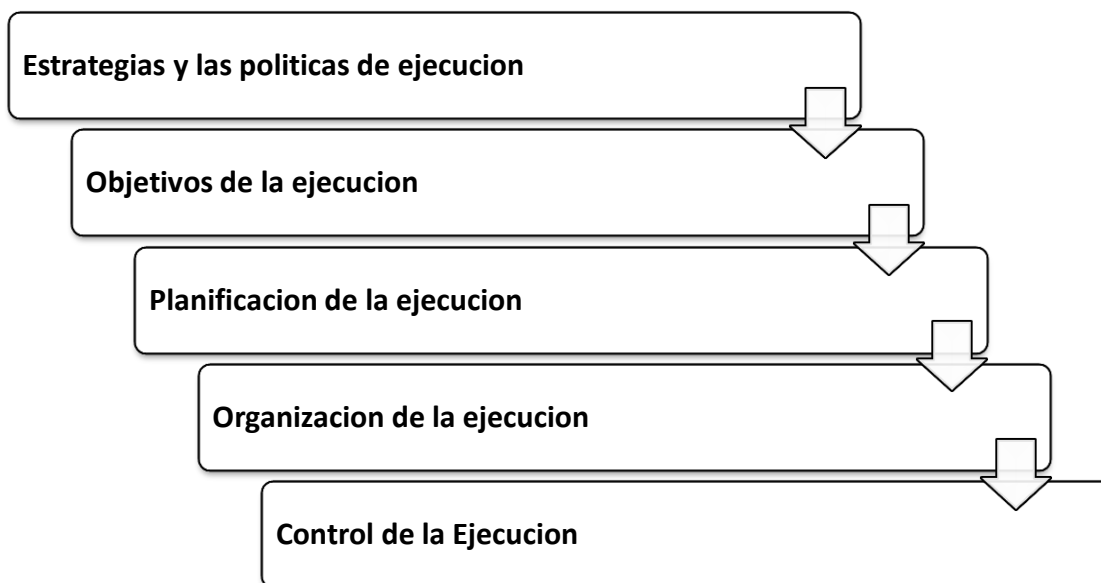 Estrategias y las politicas de ejecucion
Objetivos de la ejecucion
Planificacion de la ejecucion
Organizacion de la ejecucion
Control de la Ejecucion